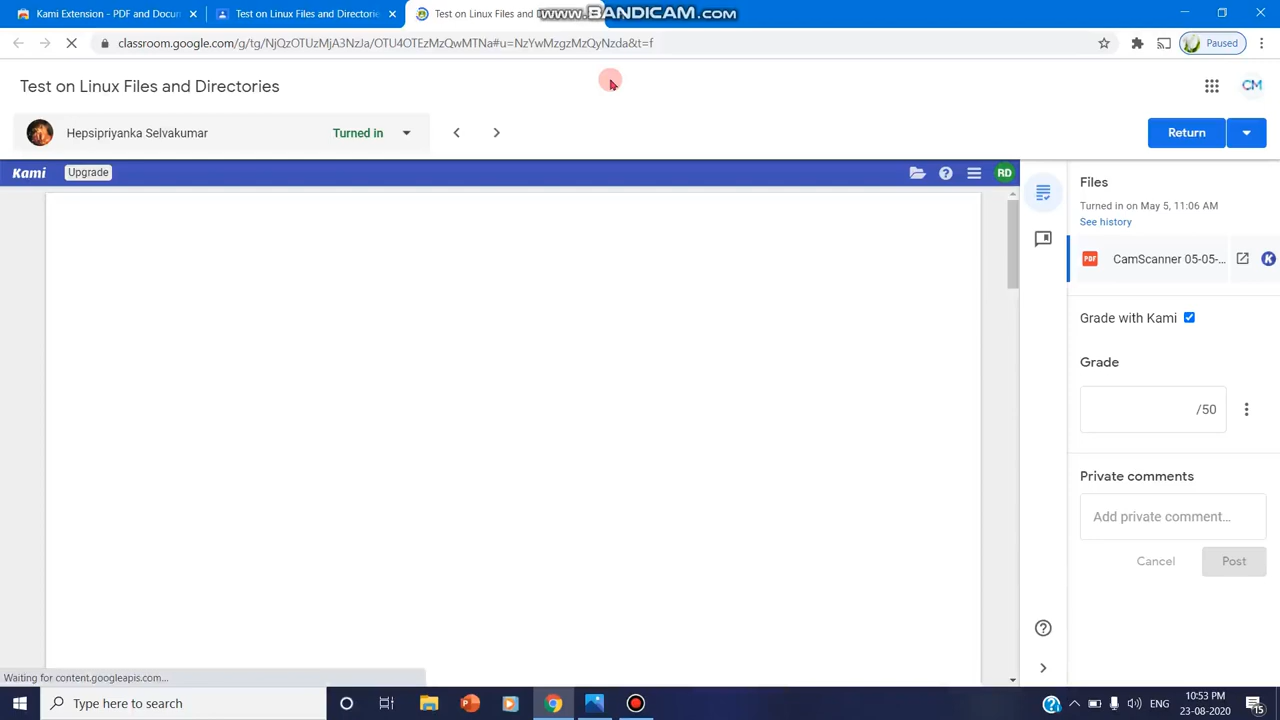 Kami Extension - PDF and Docum
Test on Linux Files and Directories
Test on Linux Files and
WWW.BANDICAM.COM
classroom.google.com/g/tg/NjQzOTUzMjA3NzJa/OTU4OTEzMzQwMTNa#u=NzYwMzgzMzQyNzda&t=f
Paused
Test on Linux Files and Directories
CM
Hepsipriyanka Selvakumar
Turned in
Return
Kami
Upgrade
RD
Files
Turned in on May 5, 11:06 AM
See history
PDF
CamScanner 05-05-...
K
Grade with Kami
Grade
/50
Private comments
Add private comment...
Cancel
Post
Waiting for content.googleapis.com...
Type here to search
ENG
10:53 PM
23-08-2020
15